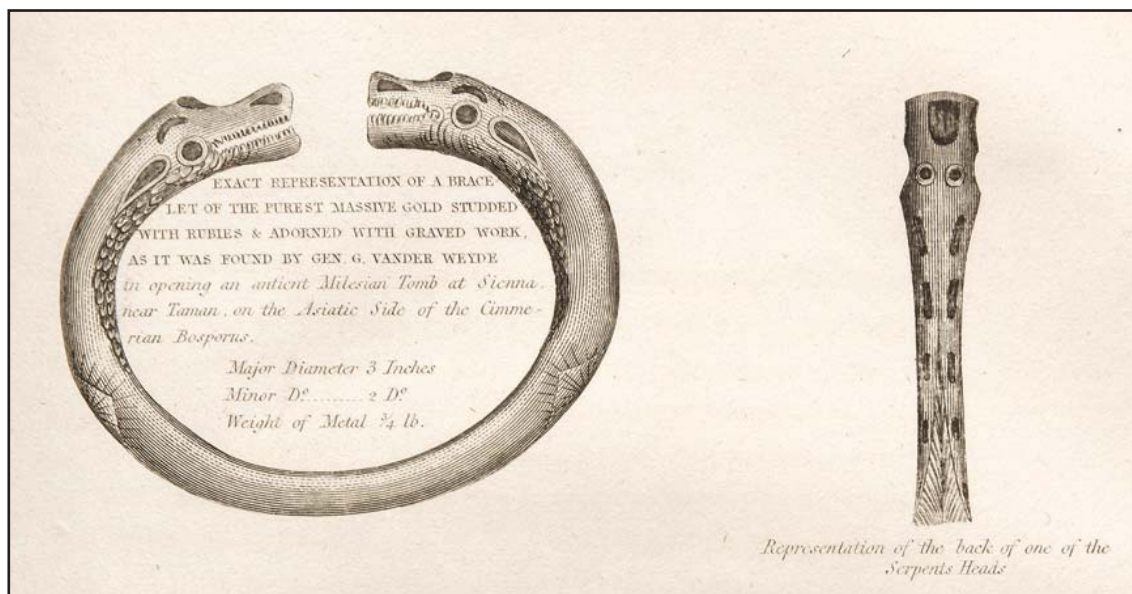 EXACT REPRESENTATION OF A BRACE
LET OF THE PUREST MASSIVE GOLD STUDDED
WITH RUBIES & ADORNED WITH GRAVED WORK,
AS IT WAS FOUND BY GEN. G. VANDER WEYDE
in opening an antient Milesian Tomb at Sienna,
near Taman, on the Asiatic Side of the Cimme-
rian Bosporus.
Major Diameter 3 Inches
Minor Do. .......... 2 Do.
Weight of Metal ¾ lb.
Representation of the back of one of the
Serpents Heads